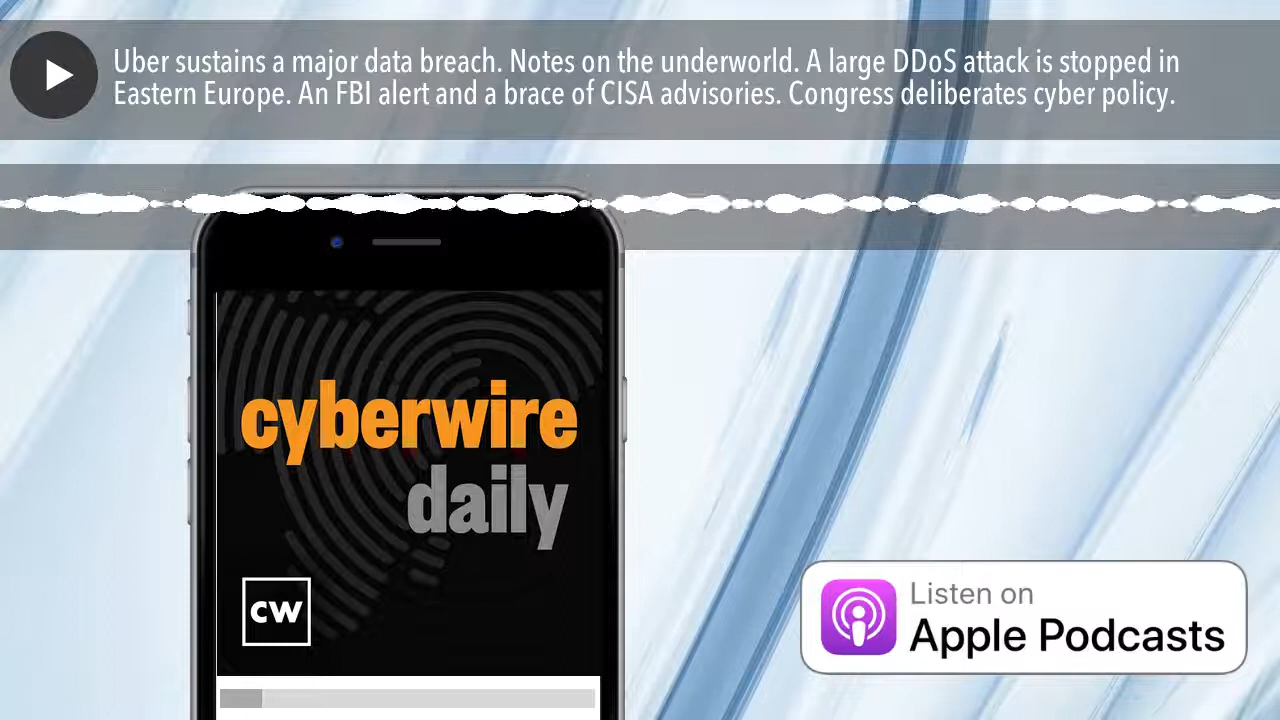 Uber sustains a major data breach. Notes on the underworld. A large DDoS attack is stopped in
Eastern Europe. An FBI alert and a brace of CISA advisories. Congress deliberates cyber policy.
cyberwire
daily
CW
Listen on
Apple Podcasts